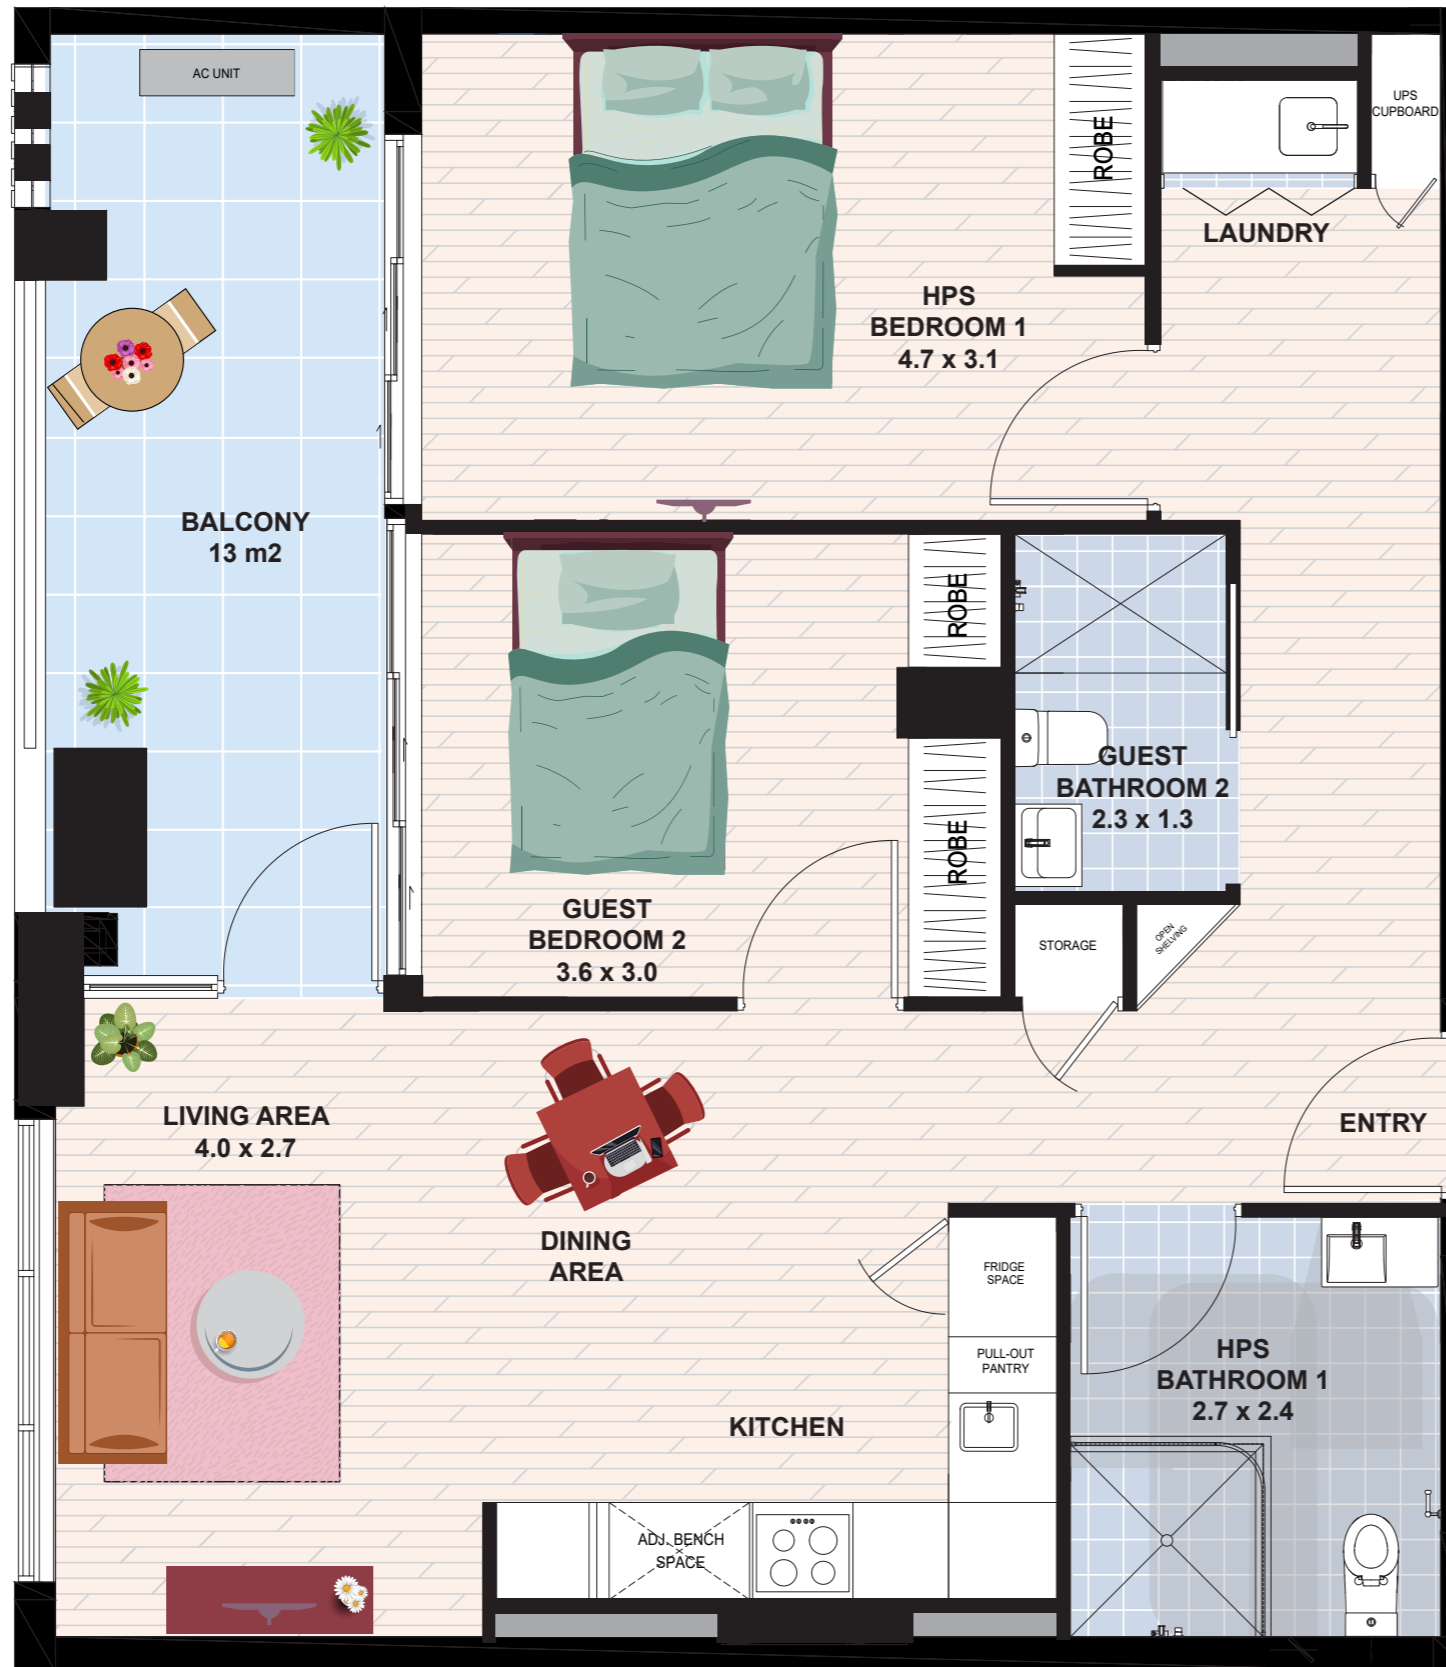 AC UNIT
UPS
CUPBOARD
ROBE
LAUNDRY
HPS
BEDROOM 1
4.7 x 3.1
BALCONY
13 m2
ROBE
GUEST
BATHROOM 2
2.3 x 1.3
ROBE
GUEST
BEDROOM 2
3.6 x 3.0
STORAGE
OPEN
SHELVING
LIVING AREA
4.0 x 2.7
ENTRY
DINING
AREA
FRIDGE
SPACE
PULL-OUT
PANTRY
HPS
BATHROOM 1
2.7 x 2.4
KITCHEN
ADJ. BENCH
SPACE